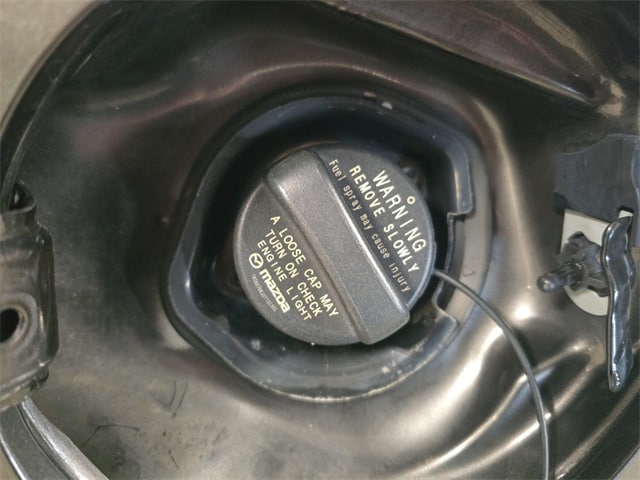 WARNING
REMOVE SLOWLY
Fuel spray may cause injury
A LOOSE CAP MAY
TURN ON CHECK
ENGINE LIGHT
mazda